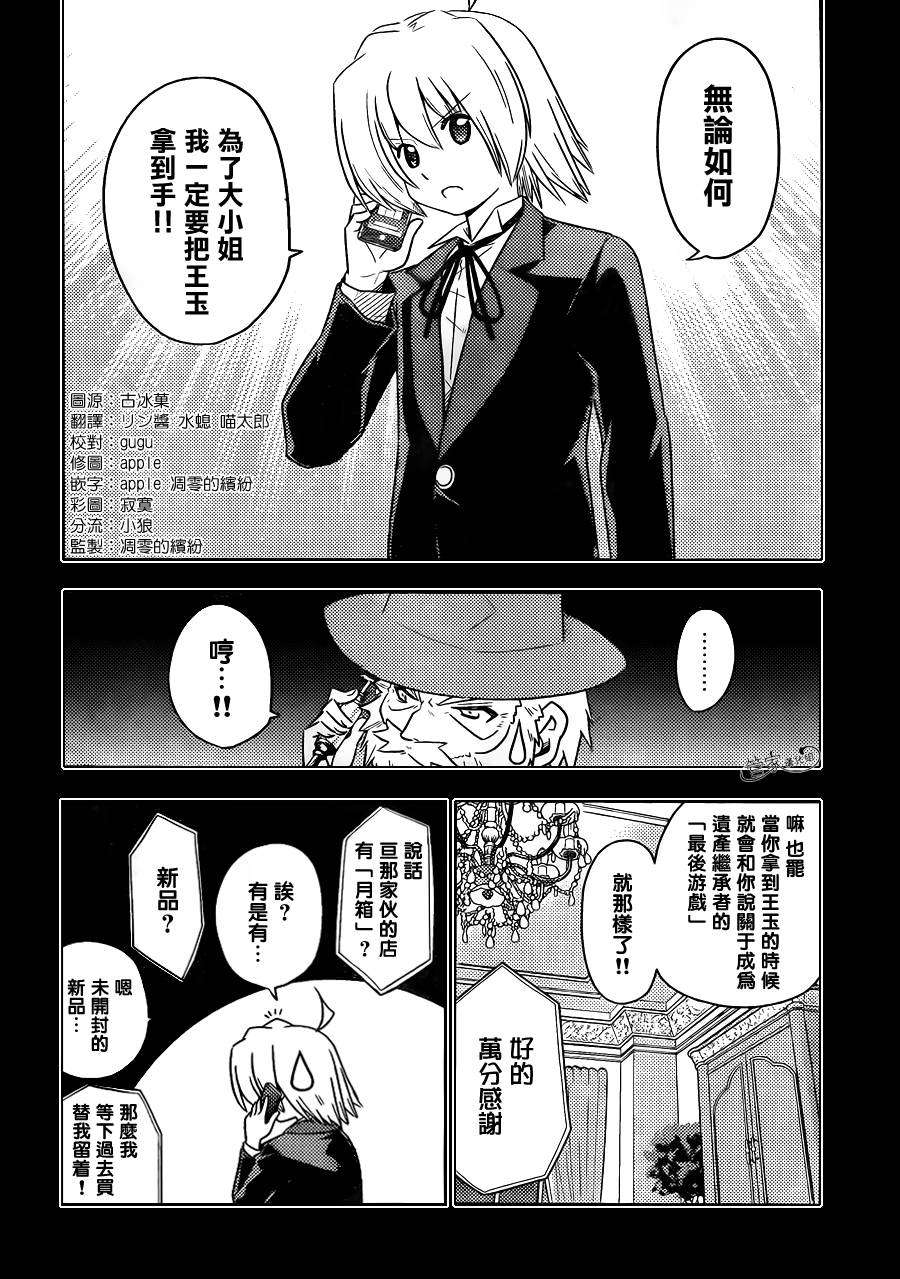 無論如何
為了大小姐
我一定要把王玉
拿到手!!
圖源：古冰菓
翻譯：リン醬 水螅 喵太郎
校對：gugu
修圖：apple
嵌字：apple 凋零的繽紛
彩圖：寂寞
分流：小狼
監製：凋零的繽紛
………
哼…!!
嘛 也罷
當你拿到王玉的時候
就會和你說關于成為
遺產繼承者的
「最後游戲」
就那樣了!!
好的
萬分感謝
說話
亘那家伙的店
有「月箱」?
誒?
有是有…
新品?
嗯
未開封的
新品…
那麼我
等下過去買
替我留着!